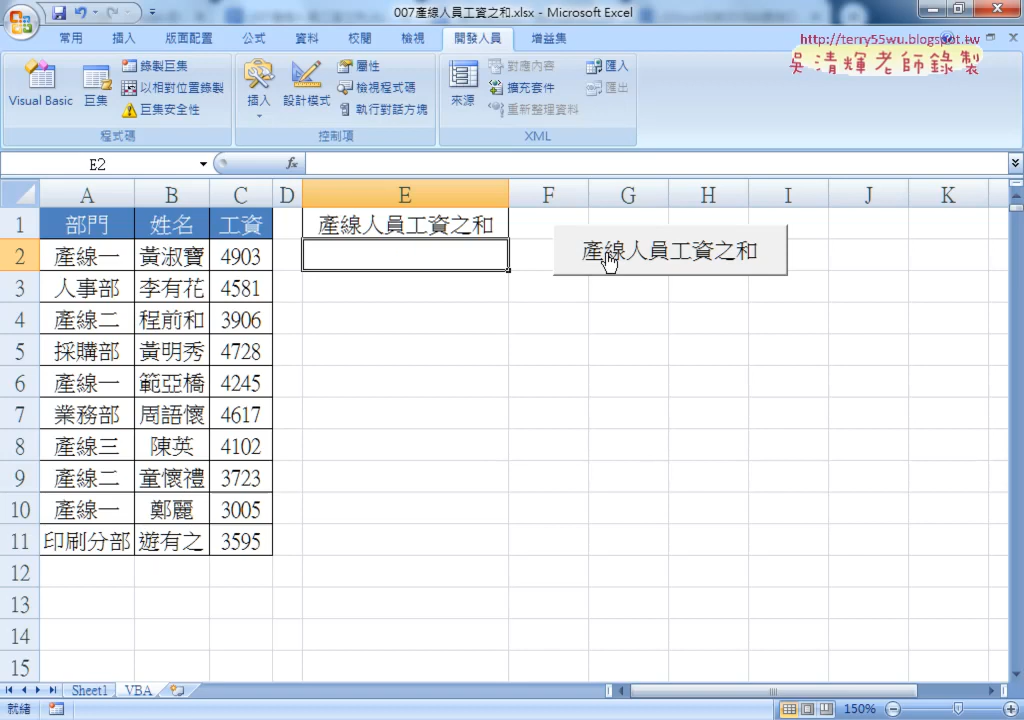 007產線人員工資之和.xlsx - Microsoft Excel
常用 插入 版面配置 公式 資料 校閱 檢視 開發人員 增益集
http://terry55wu.blogspot.tw
吳清輝老師錄製
Visual Basic 巨集 錄製巨集 以相對位置錄製 巨集安全性
程式碼
插入 設計模式 屬性 檢視程式碼 執行對話方塊
控制項
來源 對應內容 擴充套件 重新整理資料 匯入 匯出
XML
E2 fx
A B C D E F G H I J K
1 部門 姓名 工資 產線人員工資之和
產線人員工資之和
2 產線一 黃淑寶 4903
3 人事部 李有花 4581
4 產線二 程前和 3906
5 採購部 黃明秀 4728
6 產線一 範亞橋 4245
7 業務部 周語懷 4617
8 產線三 陳英 4102
9 產線二 童懷禮 3723
10 產線一 鄭麗 3005
11 印刷分部 遊有之 3595
12
13
14
15
Sheet1 VBA
就緒 150%